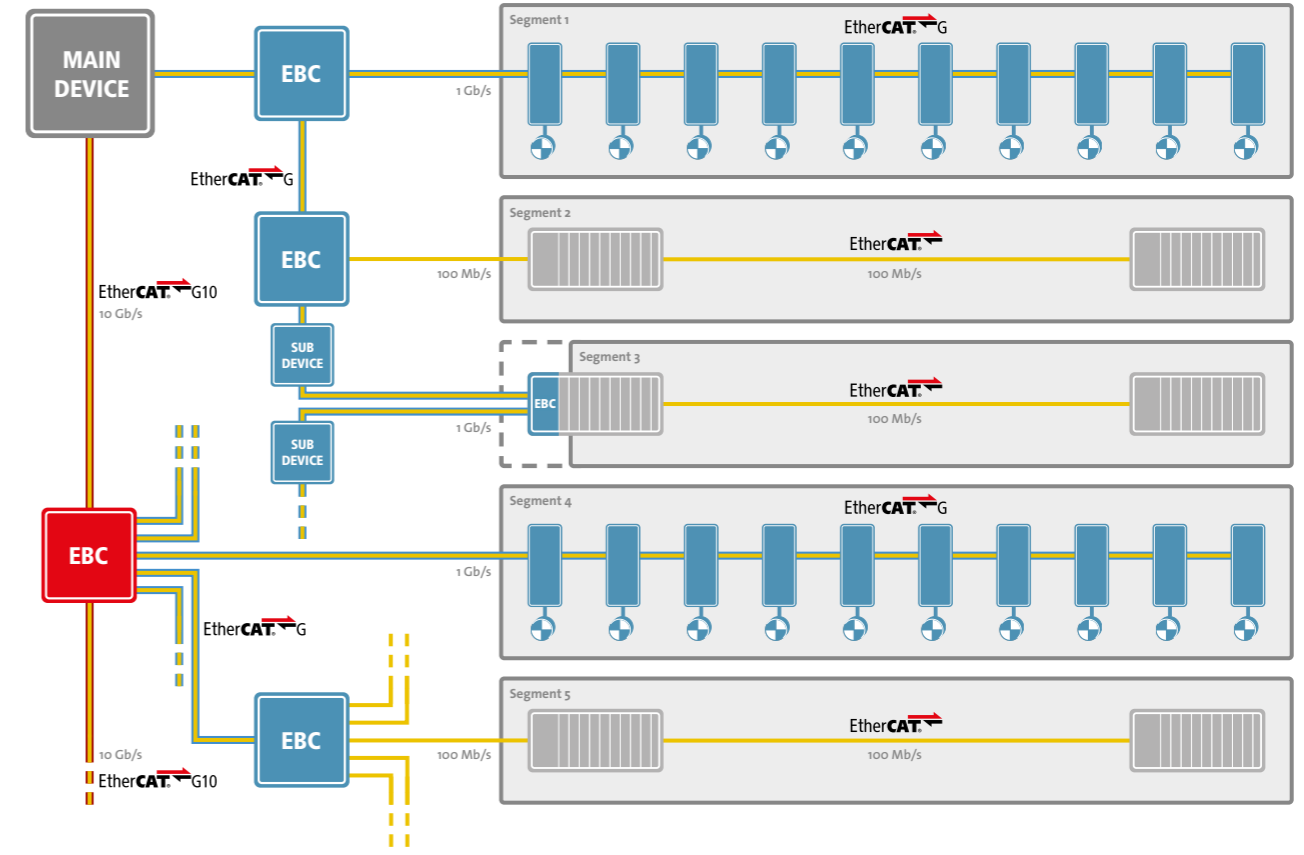 Segment 1
EtherCAT® G
MAIN
DEVICE
EBC
1 Gb/s
EtherCAT® G
Segment 2
EtherCAT®
EBC
100 Mb/s
100 Mb/s
EtherCAT® G10
10 Gb/s
SUB
DEVICE
Segment 3
EtherCAT®
EBC
100 Mb/s
1 Gb/s
SUB
DEVICE
Segment 4
EtherCAT® G
EBC
1 Gb/s
EtherCAT® G
Segment 5
EtherCAT®
EBC
100 Mb/s
100 Mb/s
10 Gb/s
EtherCAT® G10